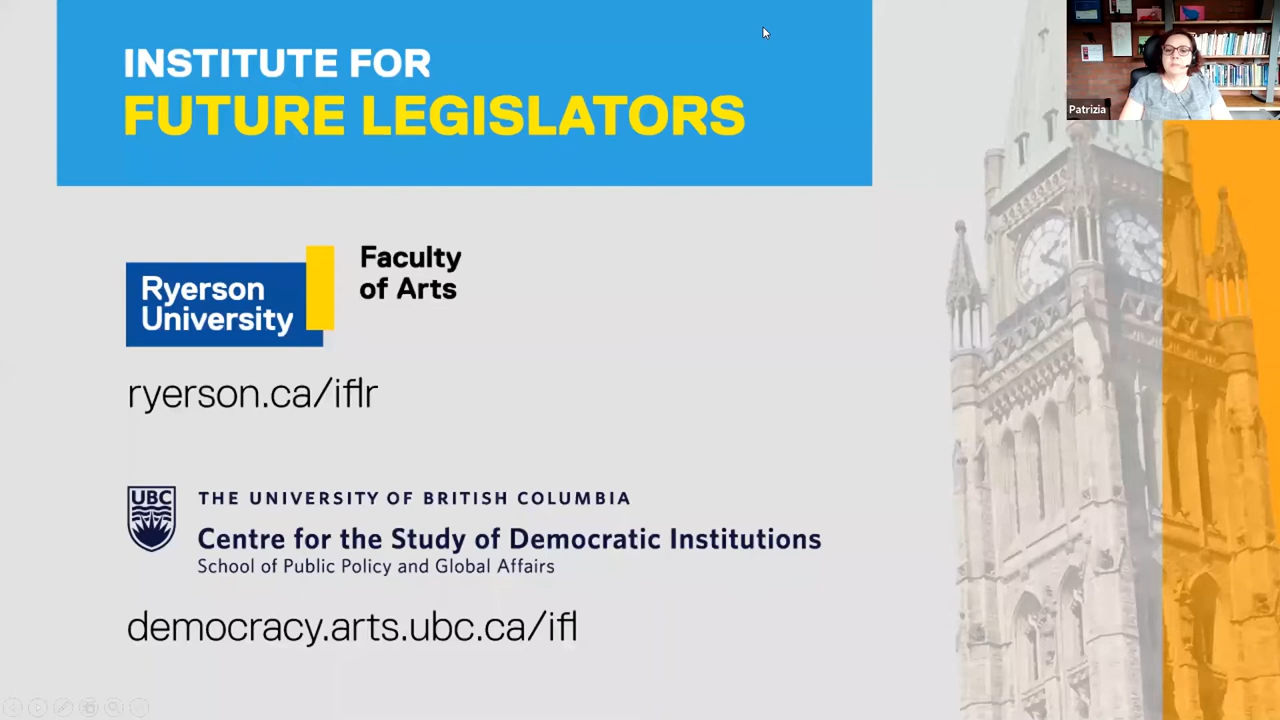 INSTITUTE FOR
FUTURE LEGISLATORS
Patrizia
Ryerson
University
Faculty
of Arts
ryerson.ca/iflr
UBC
THE UNIVERSITY OF BRITISH COLUMBIA
Centre for the Study of Democratic Institutions
School of Public Policy and Global Affairs
democracy.arts.ubc.ca/ifl